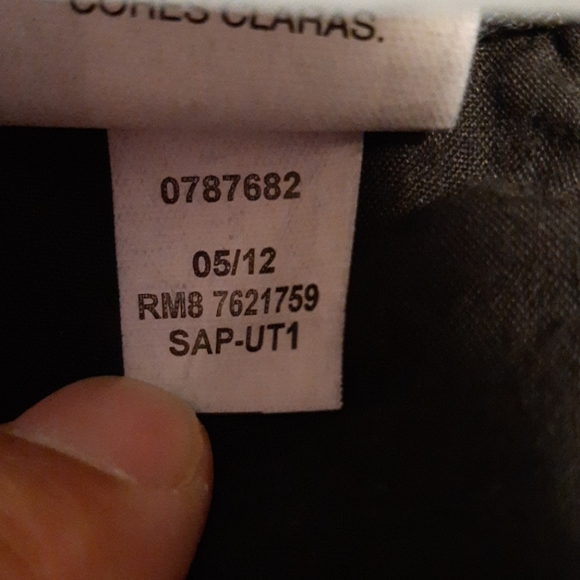 CORES CLARAS.
0787682
05/12
RM8 7621759
SAP-UT1